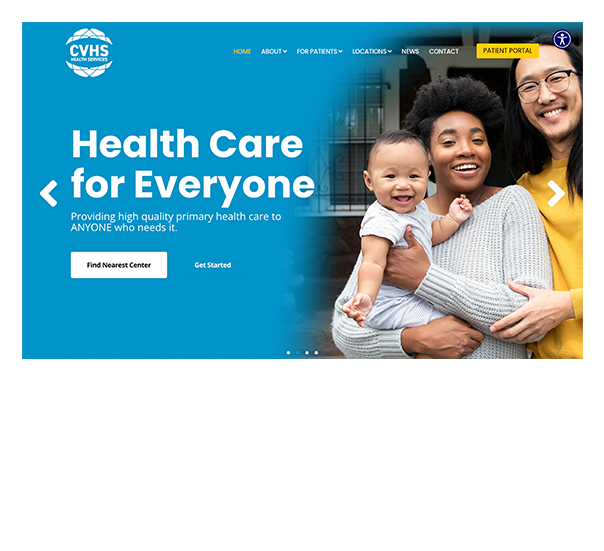 CVHS
HEALTH SERVICES
HOME ABOUT FOR PATIENTS LOCATIONS NEWS CONTACT PATIENT PORTAL
Health Care
for Everyone
Providing high quality primary health care to
ANYONE who needs it.
Find Nearest Center Get Started